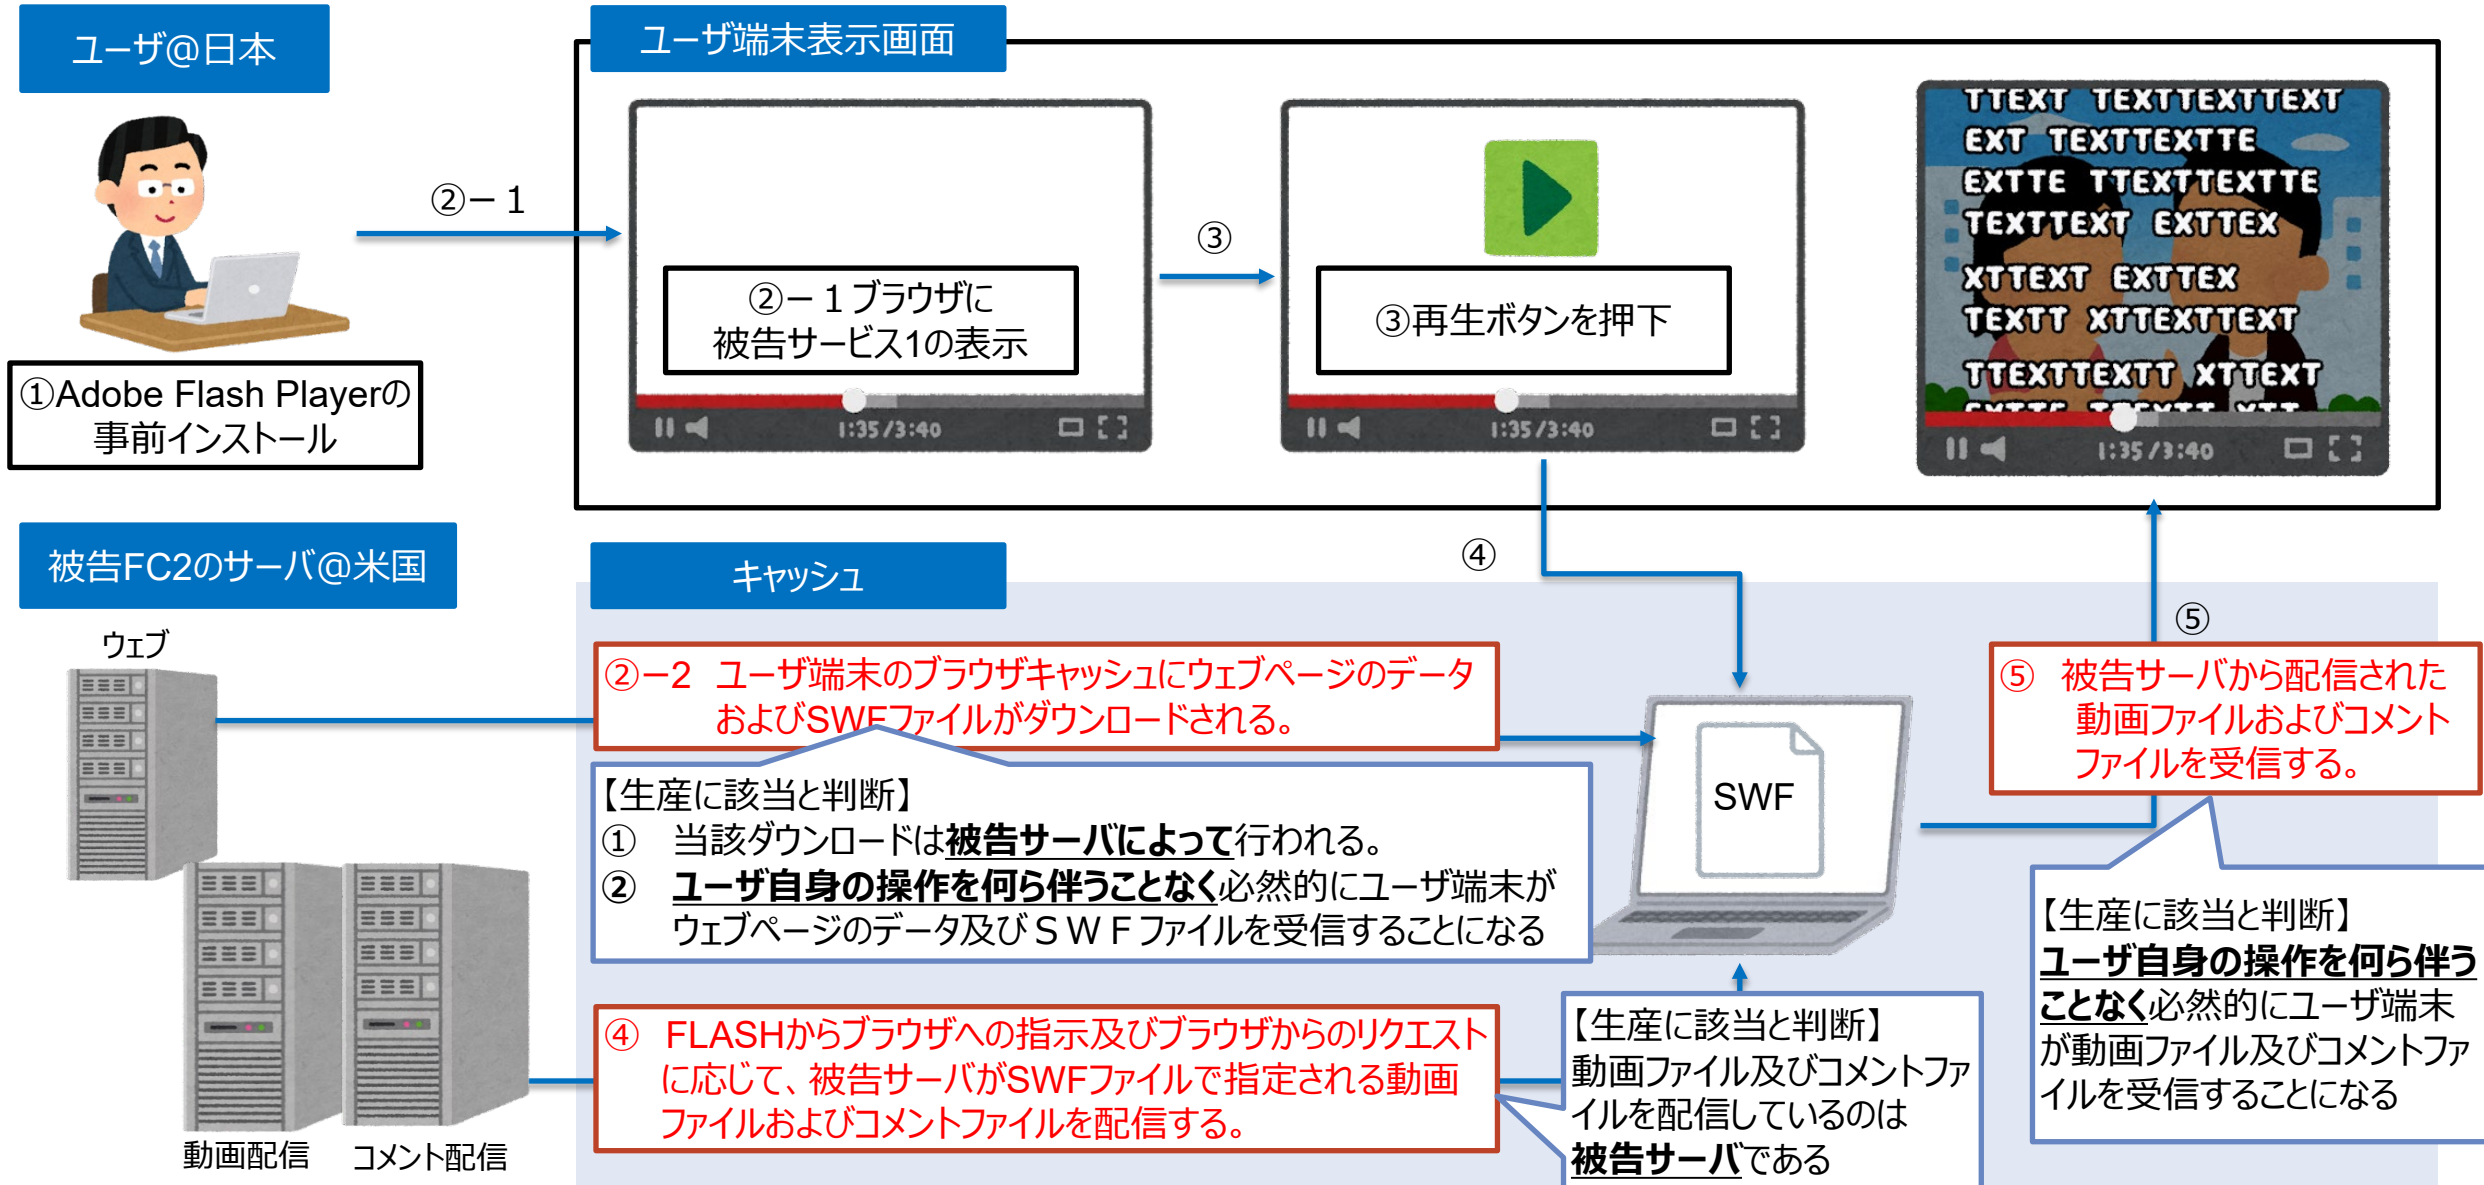 ユーザ@日本
ユーザ端末表示画面
②－１
③
②－１ブラウザに
被告サービス1の表示
1:35/3:40
③再生ボタンを押下
1:35/3:40
TTEXT TEXTTEXTTEXT
EXT TEXTTEXTTE
EXTTE TTEXTTEXTTE
TEXTTEXT EXTTEX
XTTEXT EXTTEX
TEXTT XTTEXTTEXT
TTEXTTEXTT XTTEXT
1:35/3:40
①Adobe Flash Playerの
事前インストール
被告FC2のサーバ@米国
キャッシュ
④
⑤
ウェブ
②ー2 ユーザ端末のブラウザキャッシュにウェブページのデータ
およびSWFファイルがダウンロードされる。
⑤ 被告サーバから配信された
動画ファイルおよびコメント
ファイルを受信する。
SWF
【生産に該当と判断】
① 当該ダウンロードは被告サーバによって行われる。
② ユーザ自身の操作を何ら伴うことなく必然的にユーザ端末が
ウェブページのデータ及びＳＷＦファイルを受信することになる
【生産に該当と判断】
ユーザ自身の操作を何ら伴う
ことなく必然的にユーザ端末
が動画ファイル及びコメントファ
イルを受信することになる
④ FLASHからブラウザへの指示及びブラウザからのリクエスト
に応じて、被告サーバがSWFファイルで指定される動画
ファイルおよびコメントファイルを配信する。
【生産に該当と判断】
動画ファイル及びコメントファ
イルを配信しているのは
被告サーバである
動画配信
コメント配信